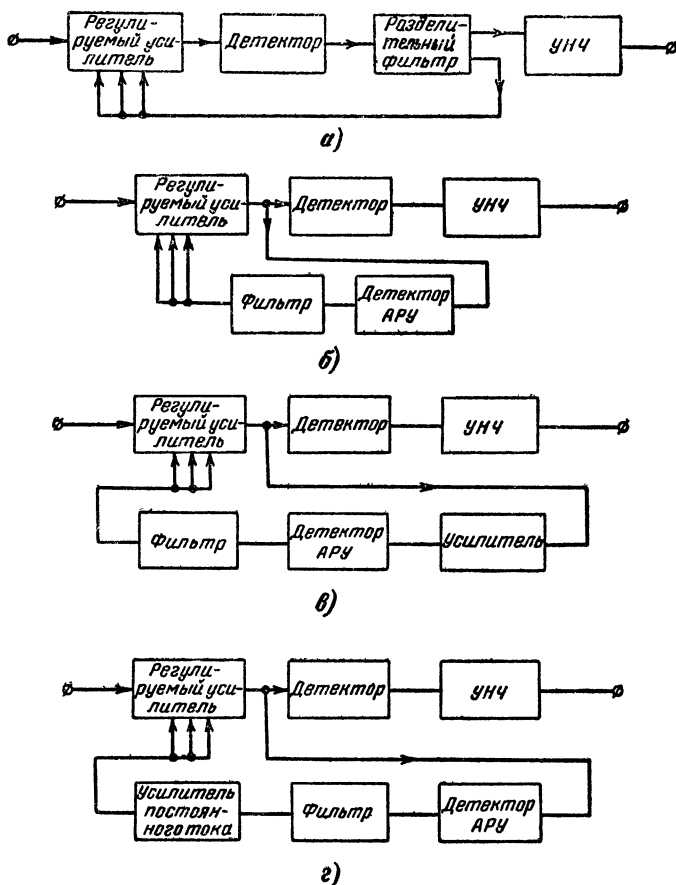 Регули-
руемый уси-
литель
Детектор
Раздели-
тельный
фильтр
УНЧ
а)
Регули-
руемый уси-
литель
Детектор
УНЧ
Фильтр
Детектор
АРУ
б)
Регули-
руемый уси-
литель
Детектор
УНЧ
Фильтр
Детектор
АРУ
Усилитель
в)
Регули-
руемый уси-
литель
Детектор
УНЧ
Усилитель
постоян-
ного тока
Фильтр
Детектор
АРУ
г)